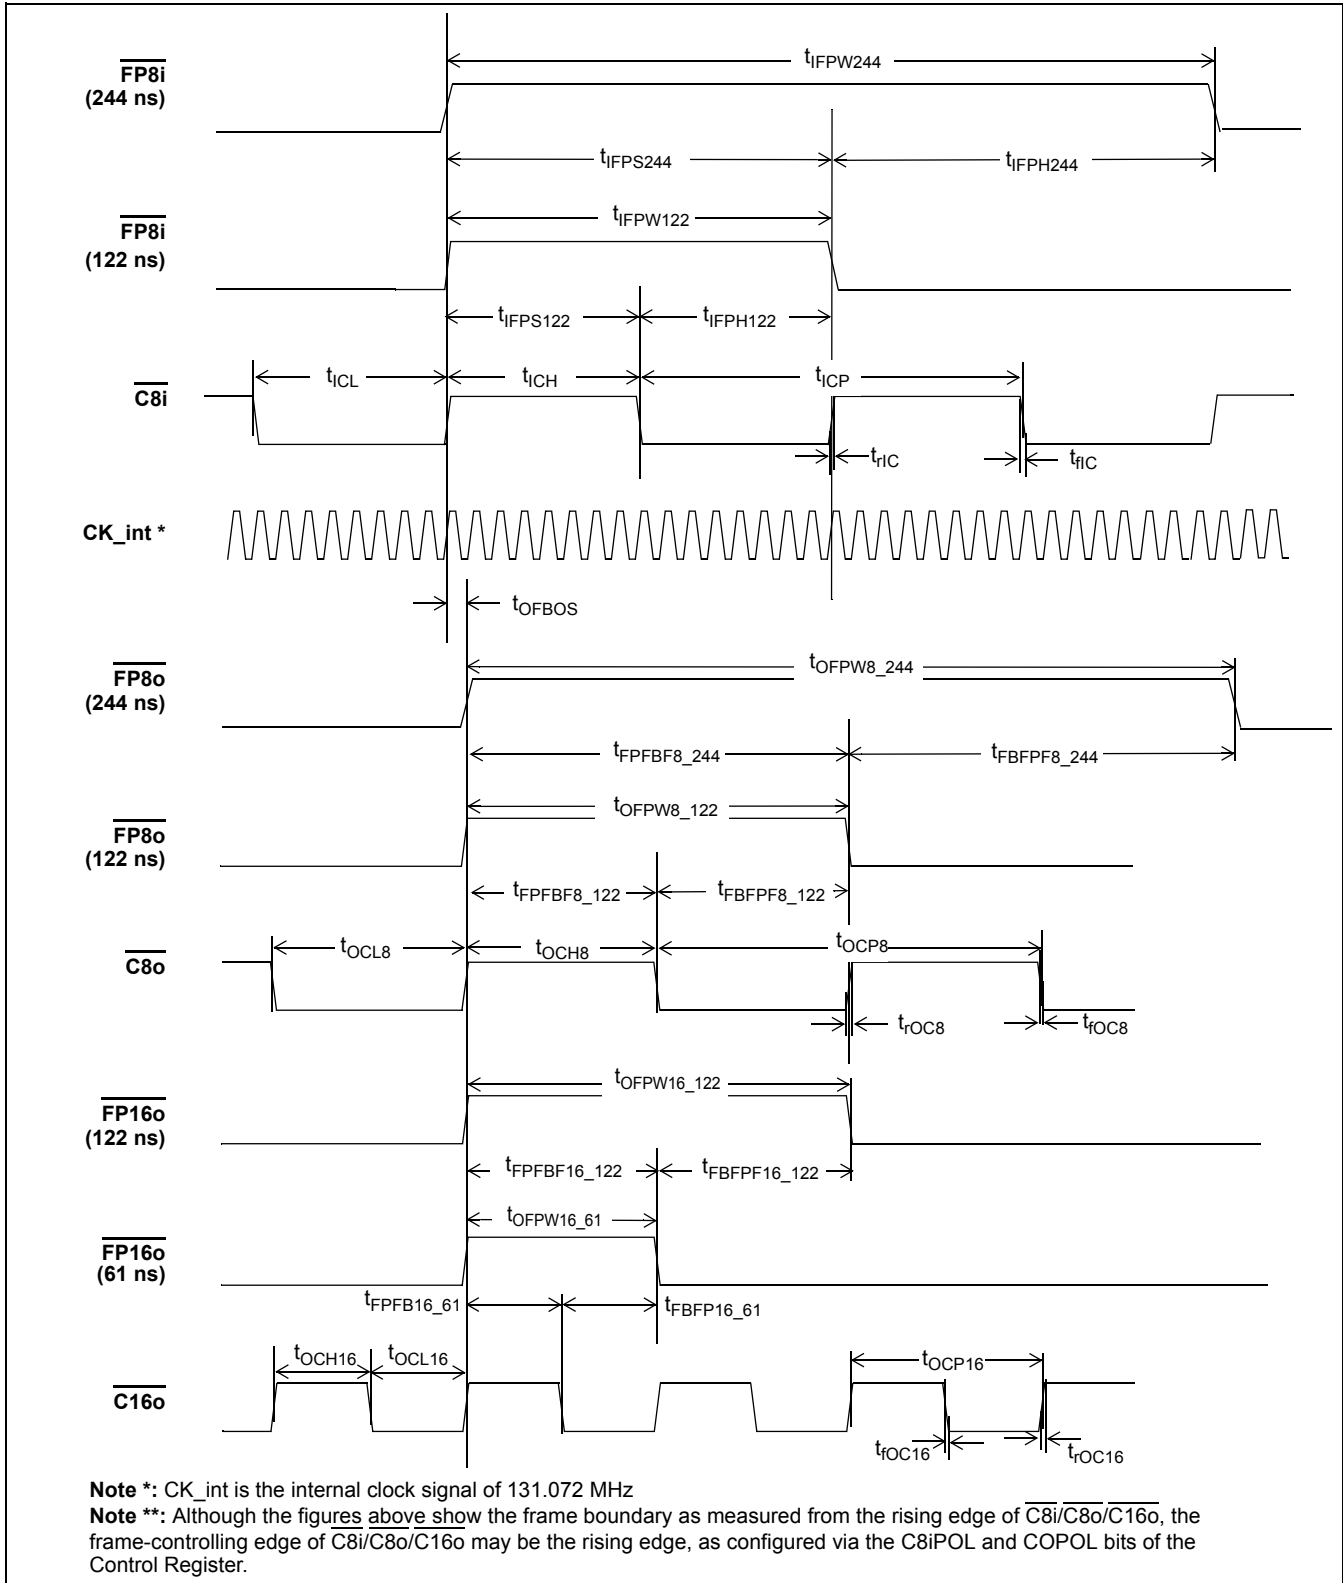 tIFPW244
FP8i
(244 ns)
tIFPS244
tIFPH244
tIFPW122
FP8i
(122 ns)
tIFPS122
tIFPH122
tICL
tICH
tICP
C8i
trIC
tfIC
CK_int *
tOFBOS
tOFPW8_244
FP8o
(244 ns)
tFPFBF8_244
tFBFPF8_244
tOFPW8_122
FP8o
(122 ns)
tFPFBF8_122
tFBFPF8_122
tOCL8
tOCH8
tOCP8
C8o
trOC8
tfOC8
tOFPW16_122
FP16o
(122 ns)
tFPFBF16_122
tFBFPF16_122
tOFPW16_61
FP16o
(61 ns)
tFPFB16_61
tFBFP16_61
tOCH16
tOCL16
tOCP16
C16o
tfOC16
trOC16
Note *: CK_int is the internal clock signal of 131.072 MHz
Note **: Although the figures above show the frame boundary as measured from the rising edge of C8i/C8o/C16o, the
frame-controlling edge of C8i/C8o/C16o may be the rising edge, as configured via the C8iPOL and COPOL bits of the
Control Register.